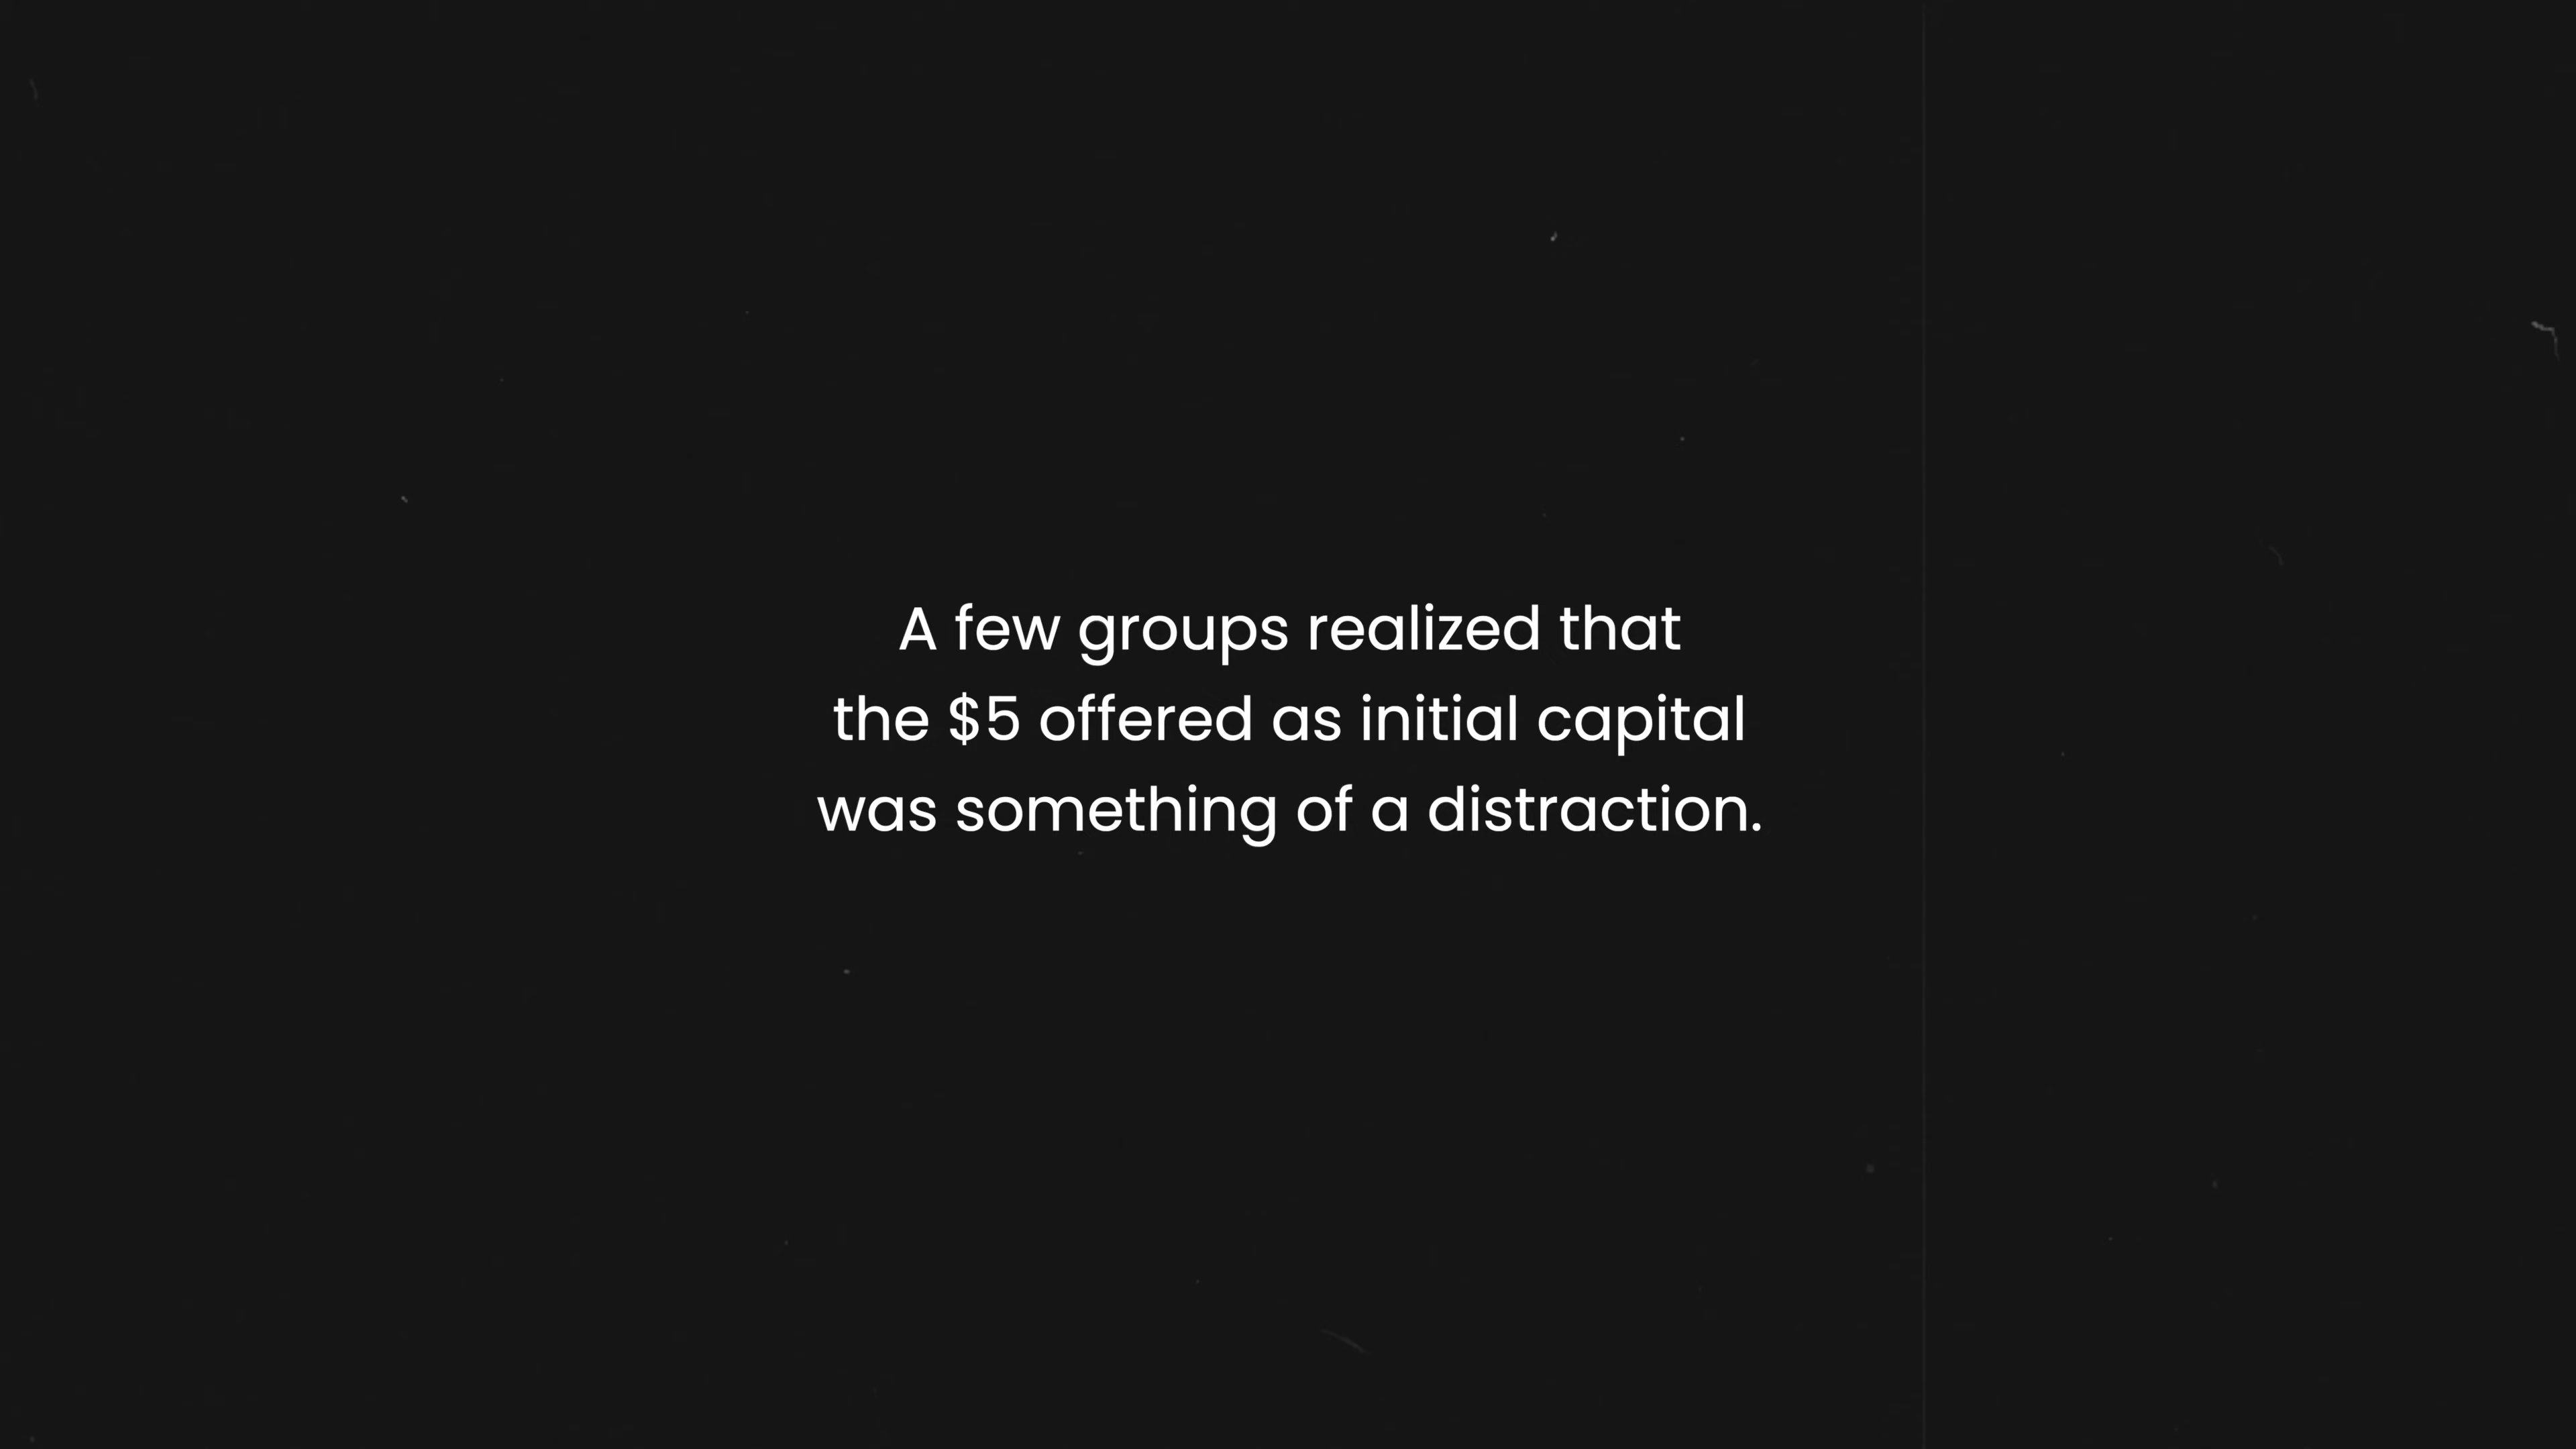 A few groups realized that
the $5 offered as initial capital
was something of a distraction.